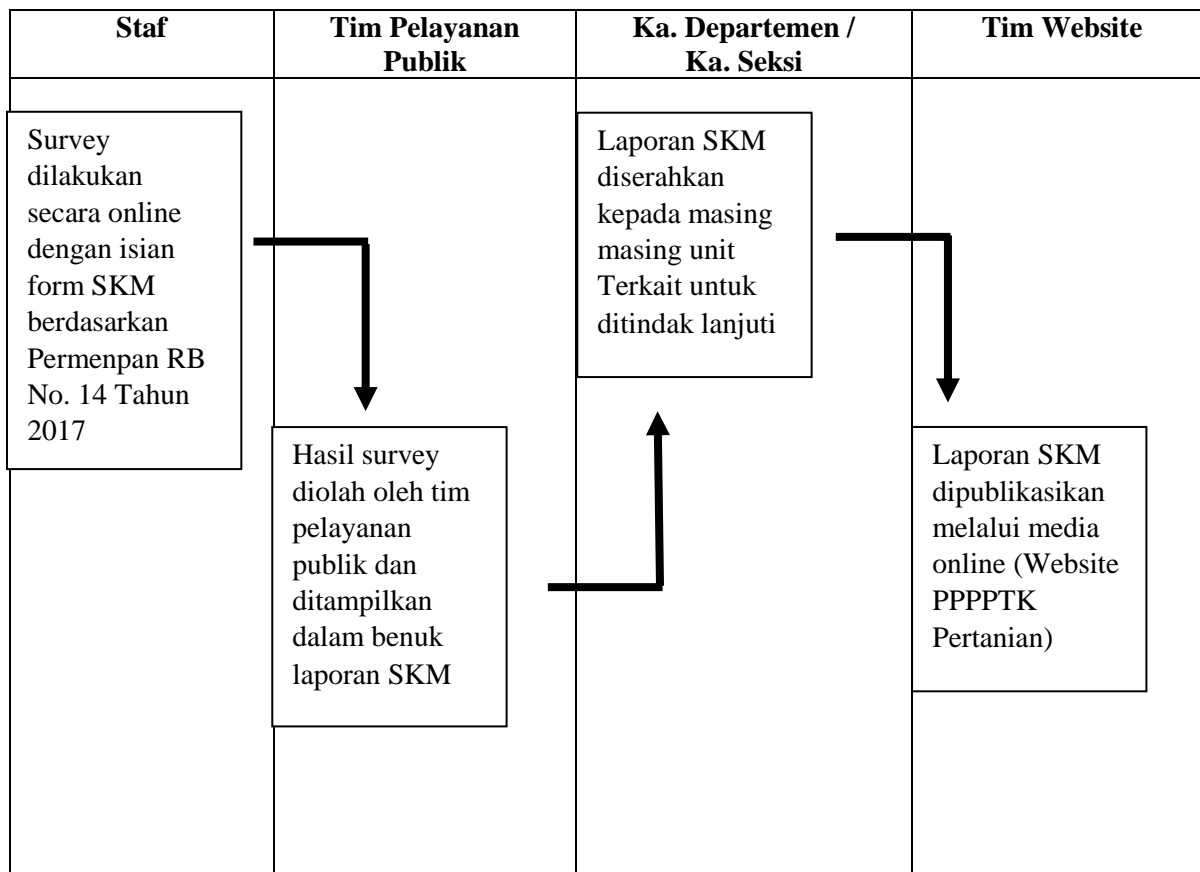 Staf
Tim Pelayanan
Publik
Ka. Departemen /
Ka. Seksi
Tim Website
Survey
dilakukan
secara online
dengan isian
form SKM
berdasarkan
Permenpan RB
No. 14 Tahun
2017
Hasil survey
diolah oleh tim
pelayanan
publik dan
ditampilkan
dalam benuk
laporan SKM
Laporan SKM
diserahkan
kepada masing
masing unit
Terkait untuk
ditindak lanjuti
Laporan SKM
dipublikasikan
melalui media
online (Website
PPPPTK
Pertanian)